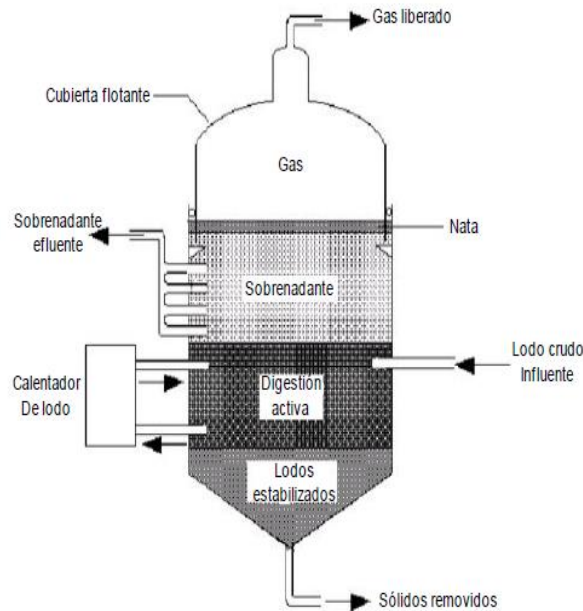 Gas liberado
Cubierta flotante
Gas
Sobrenadante
efluente
Nata
Sobrenadante
Lodo crudo
Influente
Calentador
De lodo
Digestión
activa
Lodos
estabilizados
Sólidos removidos